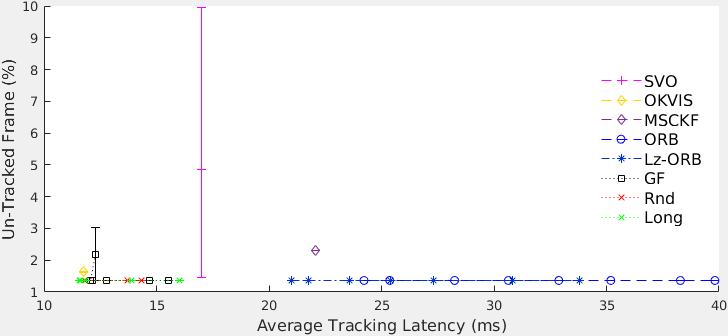 10
9
8
7
6
5
4
3
2
1
Un-Tracked Frame (%)
SVO
OKVIS
MSCKF
ORB
Lz-ORB
GF
Rnd
Long
10 15 20 25 30 35 40
Average Tracking Latency (ms)